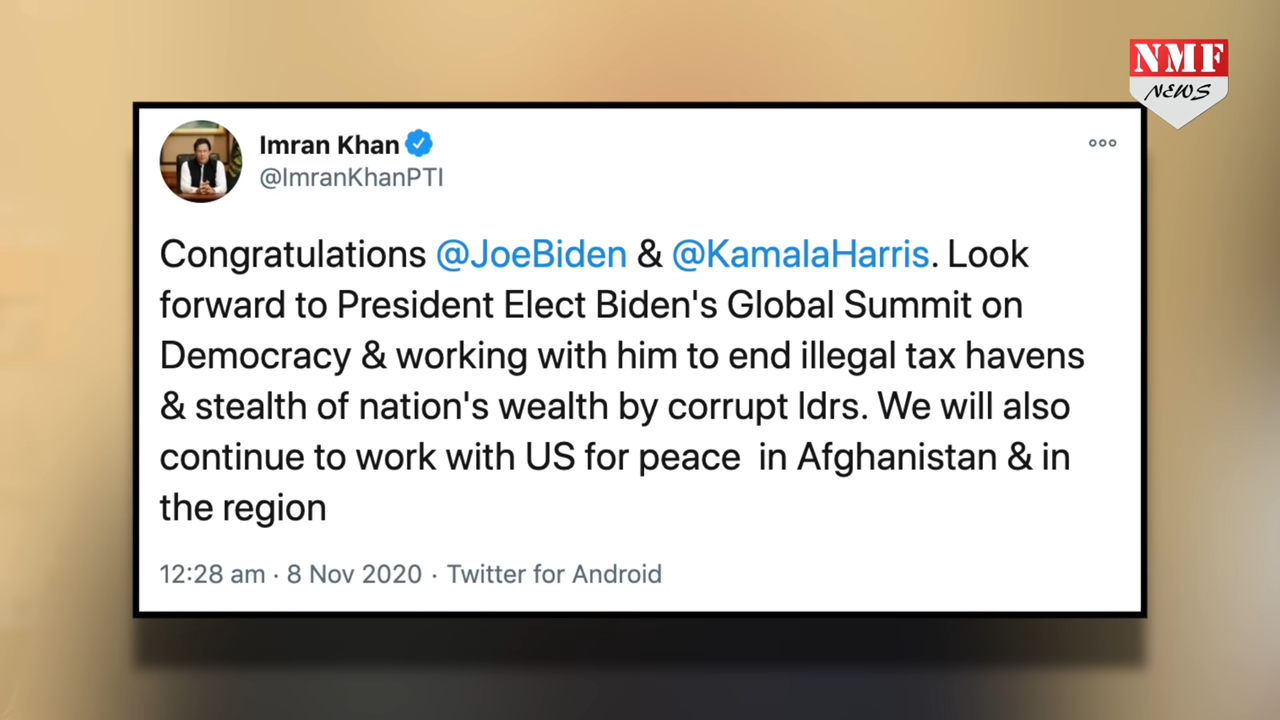 NMF
NEWS
Imran Khan
@ImranKhanPTI
Congratulations @JoeBiden & @KamalaHarris. Look
forward to President Elect Biden's Global Summit on
Democracy & working with him to end illegal tax havens
& stealth of nation's wealth by corrupt ldrs. We will also
continue to work with US for peace  in Afghanistan & in
the region
12:28 am · 8 Nov 2020 · Twitter for Android